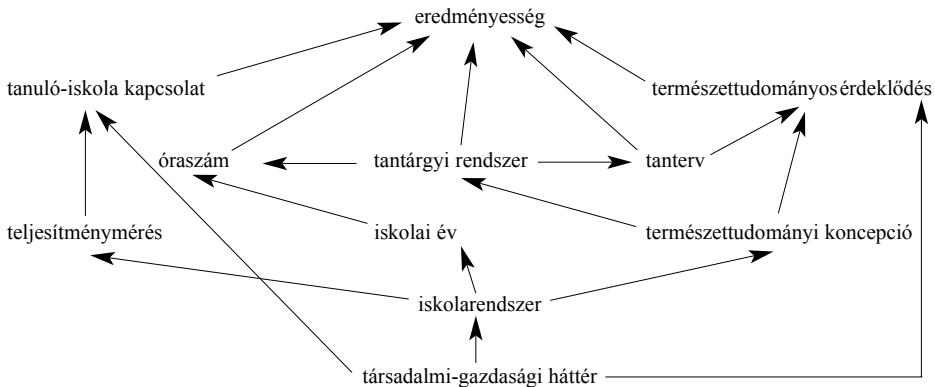 eredményesség
tanuló-iskola kapcsolat
természettudományos érdeklődés
óraszám
tantárgyi rendszer
tanterv
teljesítménymérés
iskolai év
természettudományi koncepció
iskolarendszer
társadalmi-gazdasági háttér